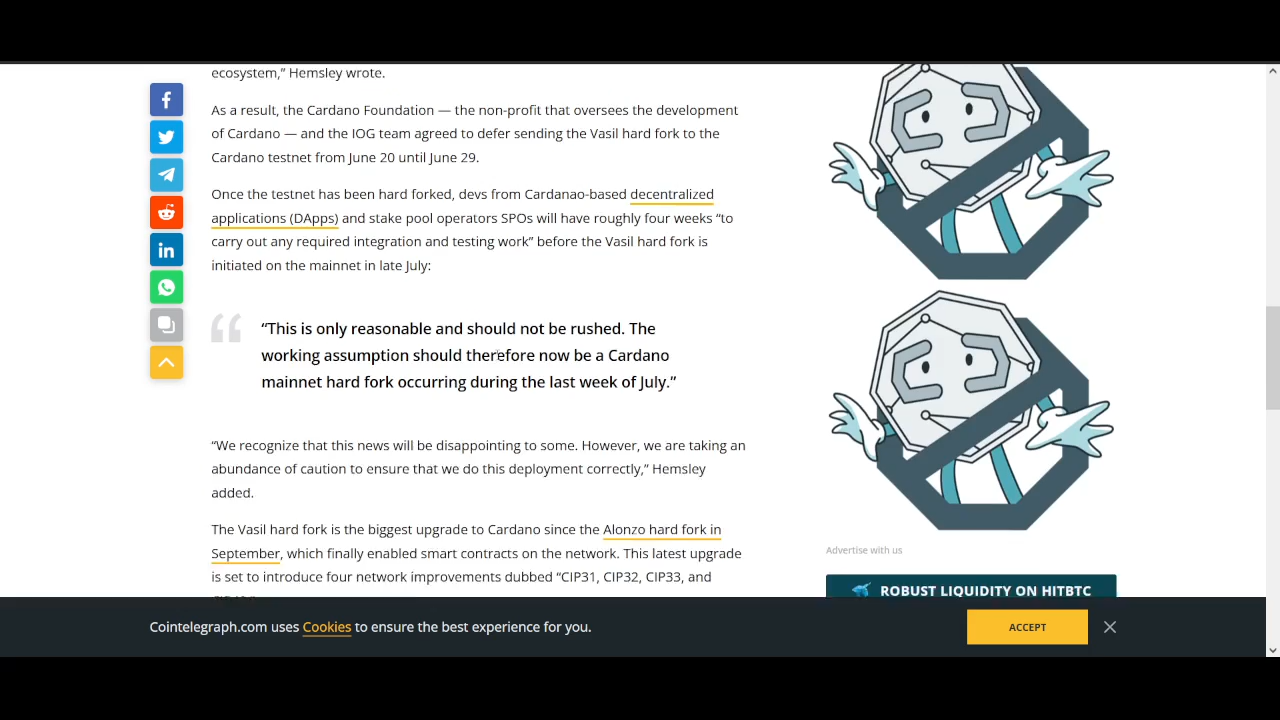 ecosystem,” Hemsley wrote.
As a result, the Cardano Foundation — the non-profit that oversees the development
of Cardano — and the IOG team agreed to defer sending the Vasil hard fork to the
Cardano testnet from June 20 until June 29.
Once the testnet has been hard forked, devs from Cardanao-based decentralized
applications (DApps) and stake pool operators SPOs will have roughly four weeks “to
carry out any required integration and testing work” before the Vasil hard fork is
initiated on the mainnet in late July:
“This is only reasonable and should not be rushed. The
working assumption should therefore now be a Cardano
mainnet hard fork occurring during the last week of July.”
“We recognize that this news will be disappointing to some. However, we are taking an
abundance of caution to ensure that we do this deployment correctly,” Hemsley
added.
The Vasil hard fork is the biggest upgrade to Cardano since the Alonzo hard fork in
September, which finally enabled smart contracts on the network. This latest upgrade
is set to introduce four network improvements dubbed “CIP31, CIP32, CIP33, and
Advertise with us
ROBUST LIQUIDITY ON HITBTC
Cointelegraph.com uses Cookies to ensure the best experience for you.
ACCEPT